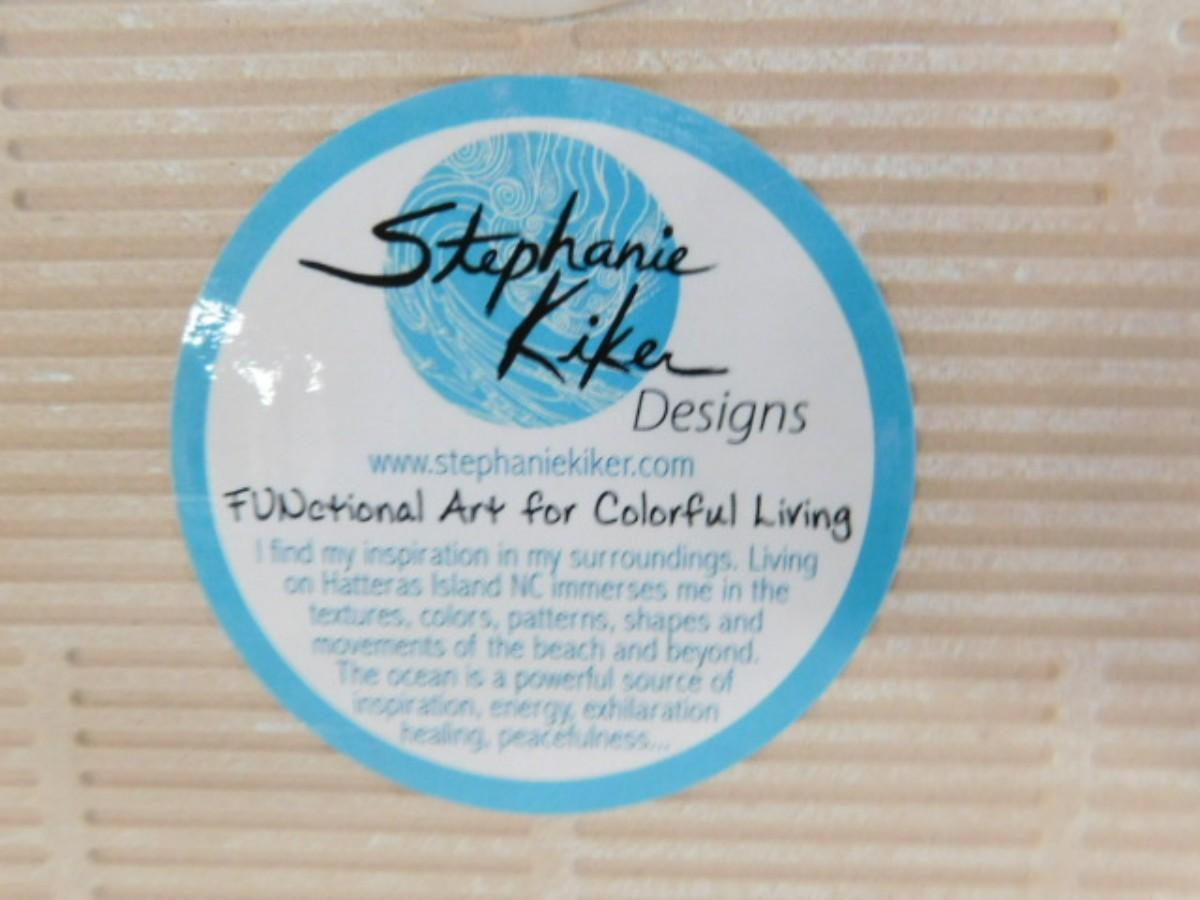 Stephanie
Kiker
Designs
www.stephaniekiker.com
FUNctional Art for Colorful Living
I find my inspiration in my surroundings. Living
on Hatteras Island NC immerses me in the
textures, colors, patterns, shapes and
movements of the beach and beyond.
The ocean is a powerful source of
inspiration, energy, exhilaration
healing, peacefulness...